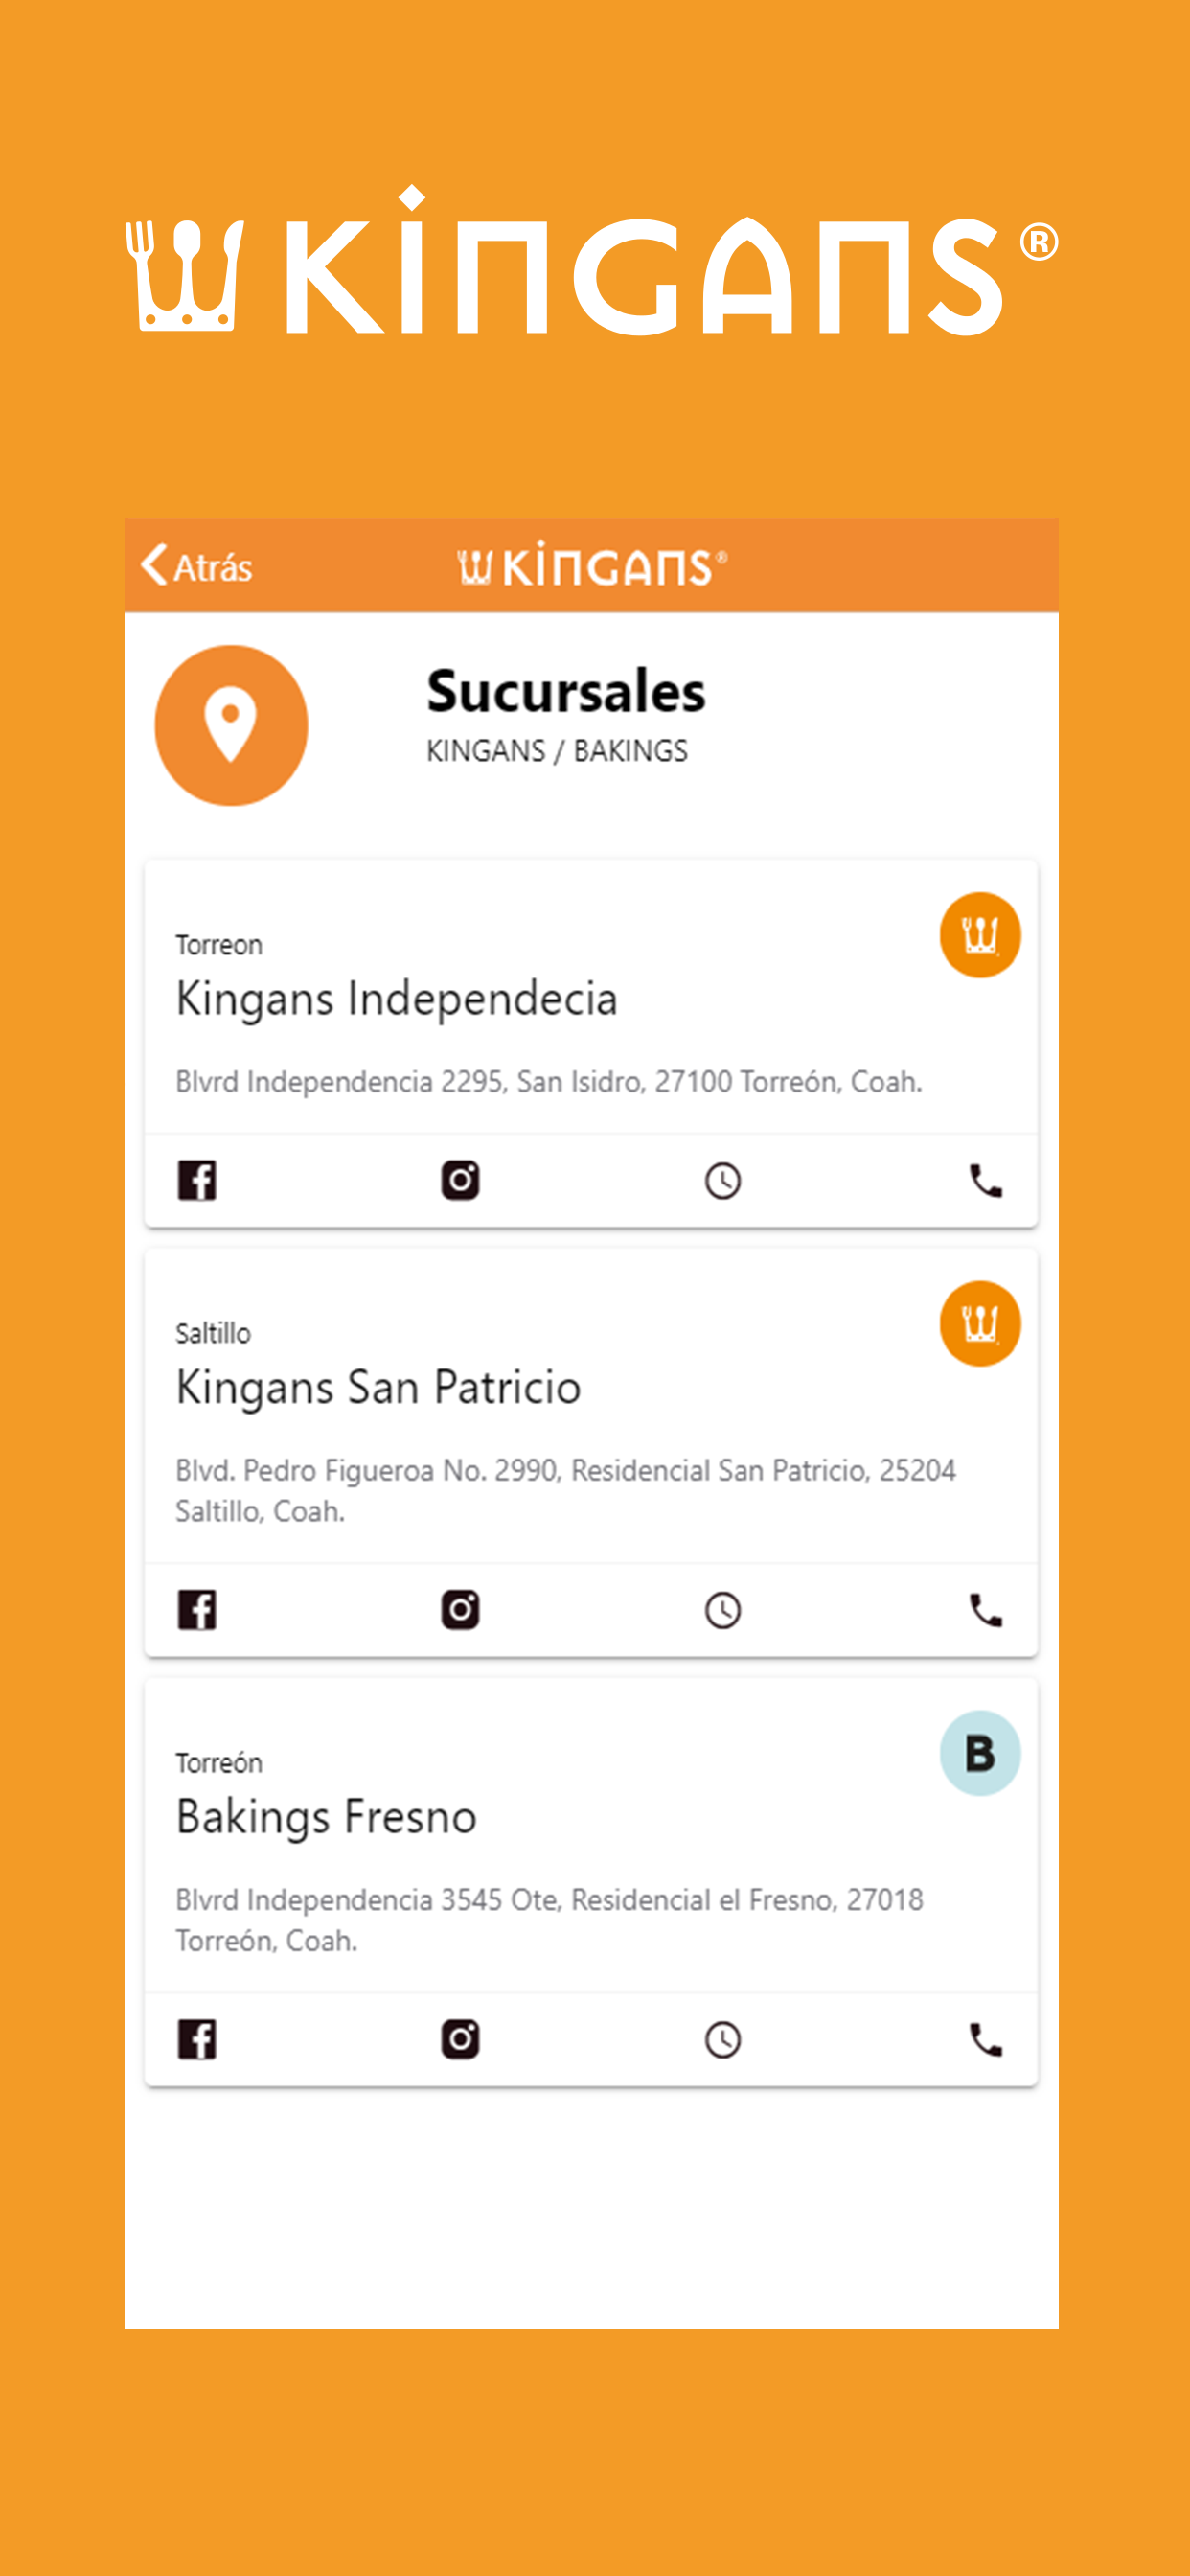 KINGANS®
Atrás
KINGANS®
Sucursales
KINGANS / BAKINGS
Torreon
Kingans Independecia
Blvrd Independencia 2295, San Isidro, 27100 Torreón, Coah.
Saltillo
Kingans San Patricio
Blvd. Pedro Figueroa No. 2990, Residencial San Patricio, 25204
Saltillo, Coah.
B
Torreón
Bakings Fresno
Blvrd Independencia 3545 Ote, Residencial el Fresno, 27018
Torreón, Coah.